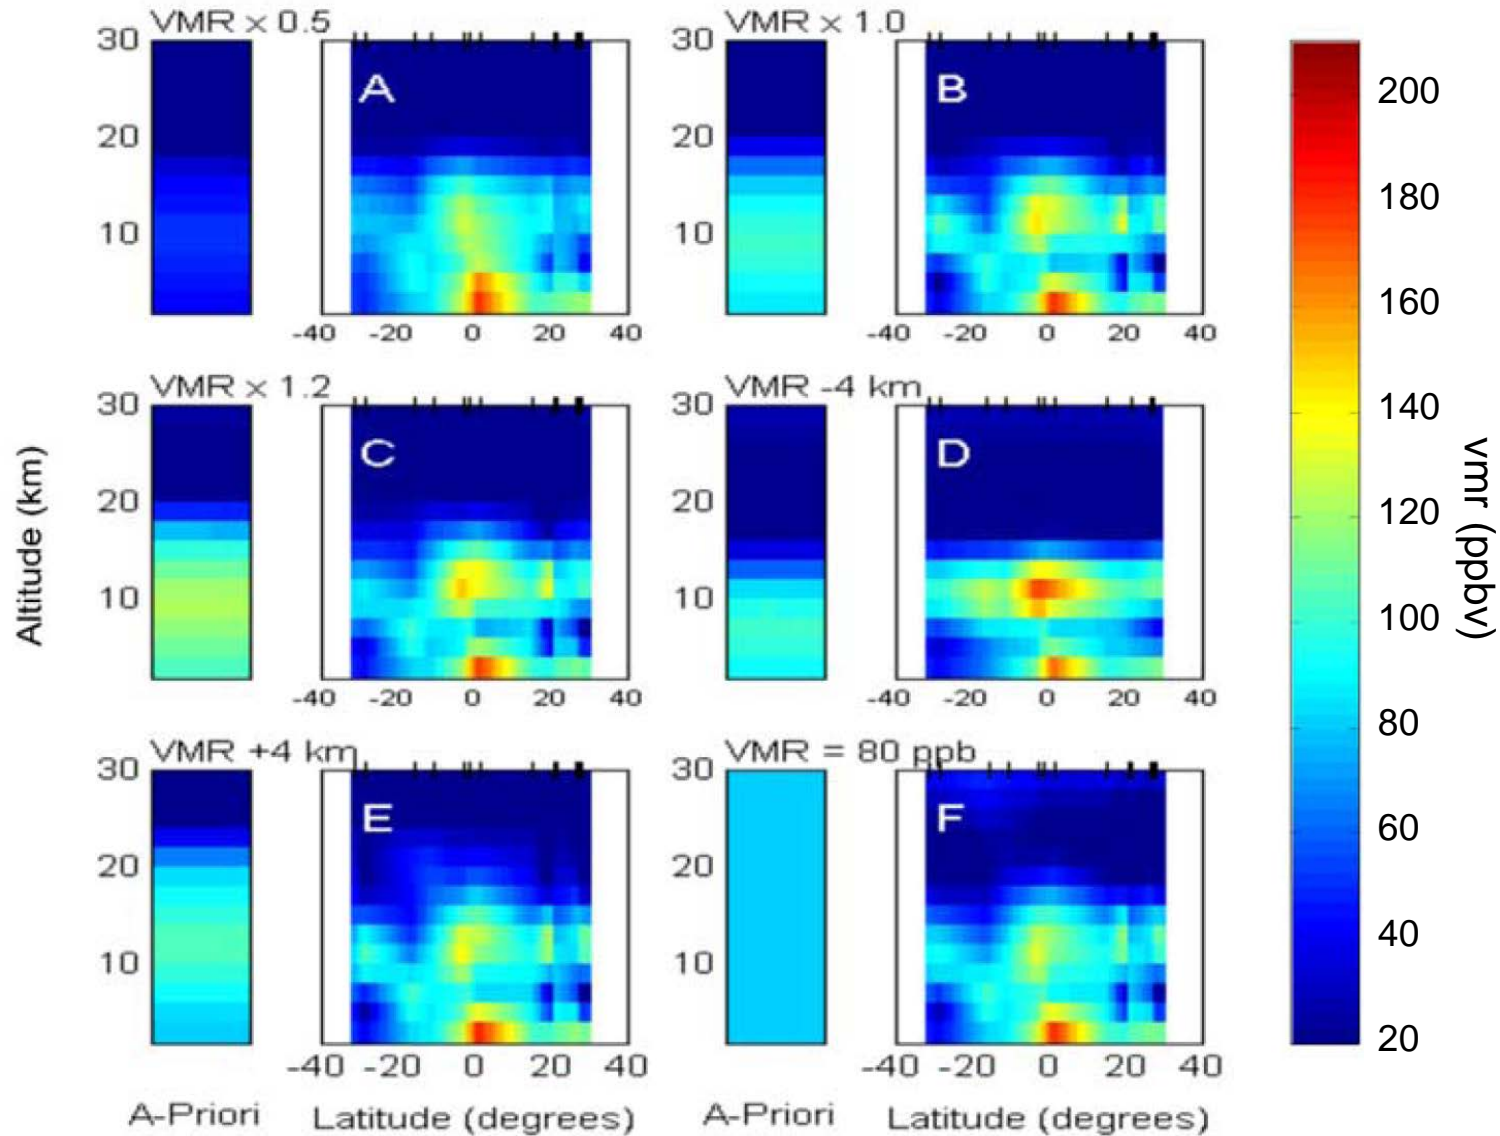 VMR x 0.5
30
20
10
A
-40 -20 0 20 40
VMR x 1.0
30
20
10
B
-40 -20 0 20 40
VMR x 1.2
30
20
10
C
-40 -20 0 20 40
VMR -4 km
30
20
10
D
-40 -20 0 20 40
VMR +4 km
30
20
10
E
-40 -20 0 20 40
A-Priori
Latitude (degrees)
VMR = 80 ppb
30
20
10
F
-40 -20 0 20 40
A-Priori
Latitude (degrees)
Altitude (km)
200
180
160
140
120
100
80
60
40
20
vmr (ppbv)